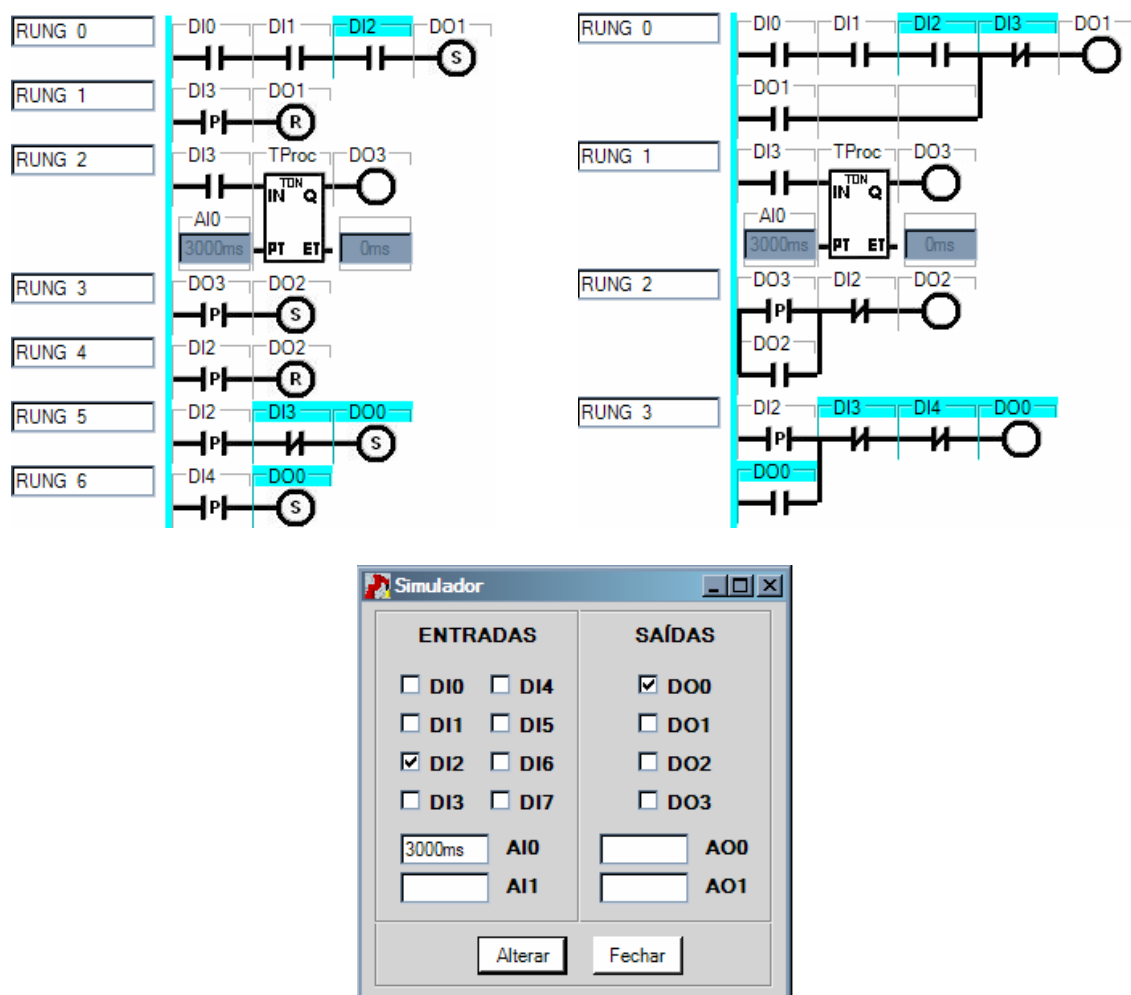 RUNG 0 DI0 DI1 DI2 DO1
S
RUNG 1 DI3 DO1
P R
RUNG 2 DI3 TProc DO3
TON
IN Q
AI0
3000ms PT ET 0ms
RUNG 3 DO3 DO2
P S
RUNG 4 DI2 DO2
P R
RUNG 5 DI2 DI3 DO0
P S
RUNG 6 DI4 DO0
P S
RUNG 0 DI0 DI1 DI2 DI3 DO1
DO1
RUNG 1 DI3 TProc DO3
TON
IN Q
AI0
3000ms PT ET 0ms
RUNG 2 DO3 DI2 DO2
P
DO2
RUNG 3 DI2 DI3 DI4 DO0
P
DO0
Simulador
ENTRADAS SAÍDAS
DI0 DI4 DO0
DI1 DI5 DO1
DI2 DI6 DO2
DI3 DI7 DO3
3000ms AI0 AO0
AI1 AO1
Alterar Fechar